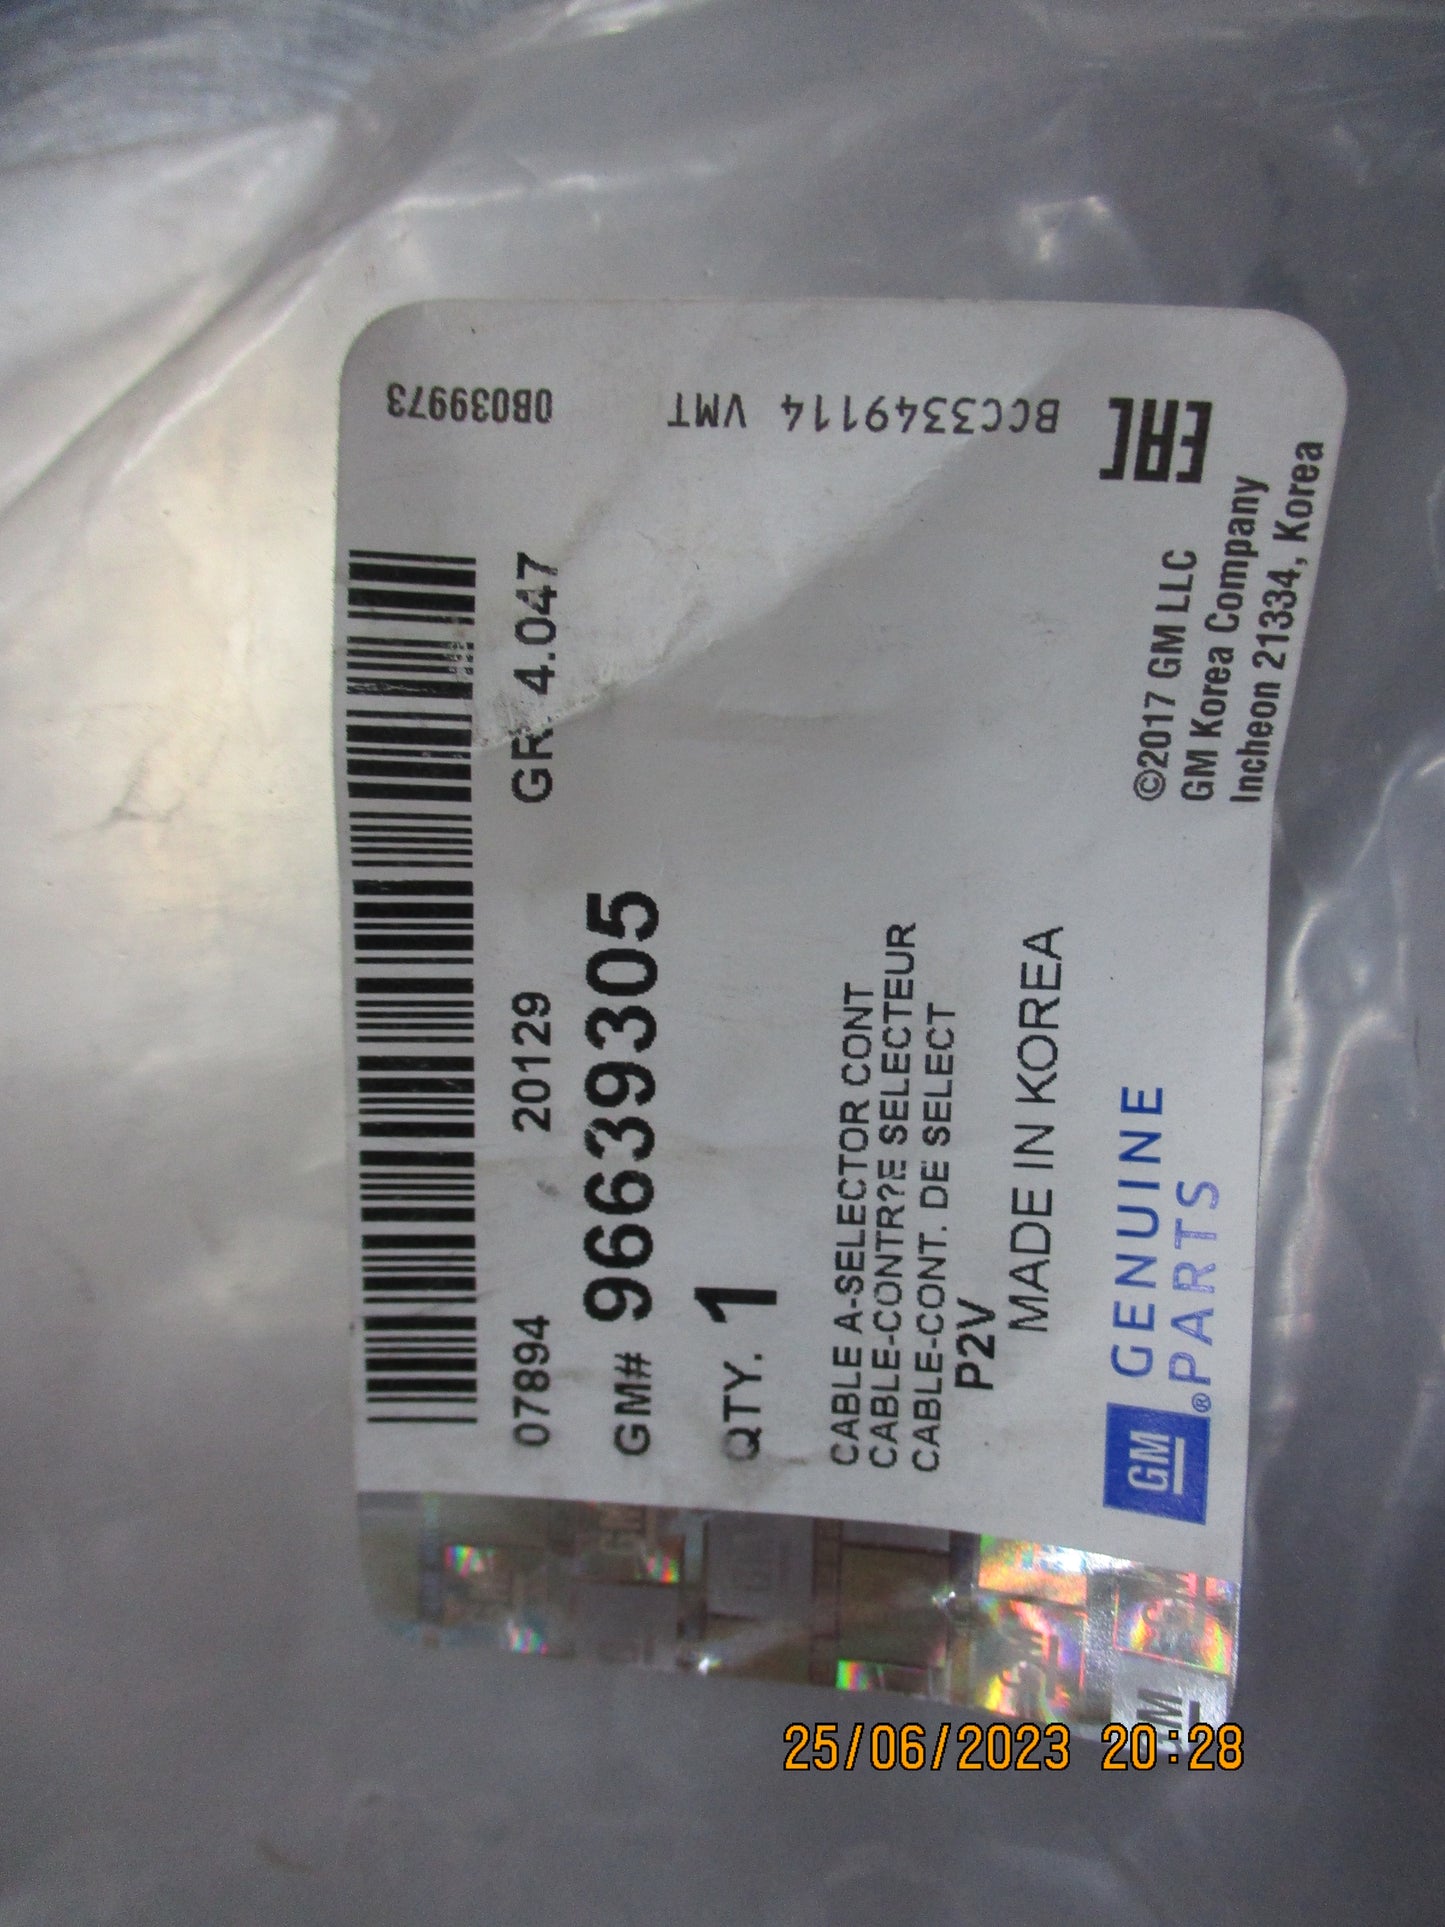 07894 20129 GR. 4.047
GM# 96639305
QTY. 1
CABLE A-SELECTOR CONT
CABLE-CONTR?E SELECTEUR
CABLE-CONT. DE SELECT
P2V
MADE IN KOREA
GM ® GENUINE
PARTS
©2017 GM LLC
GM Korea Company
Incheon 21334, Korea
EAC
BCC3349114 VMT
0B039973
GM
25/06/2023 20:28